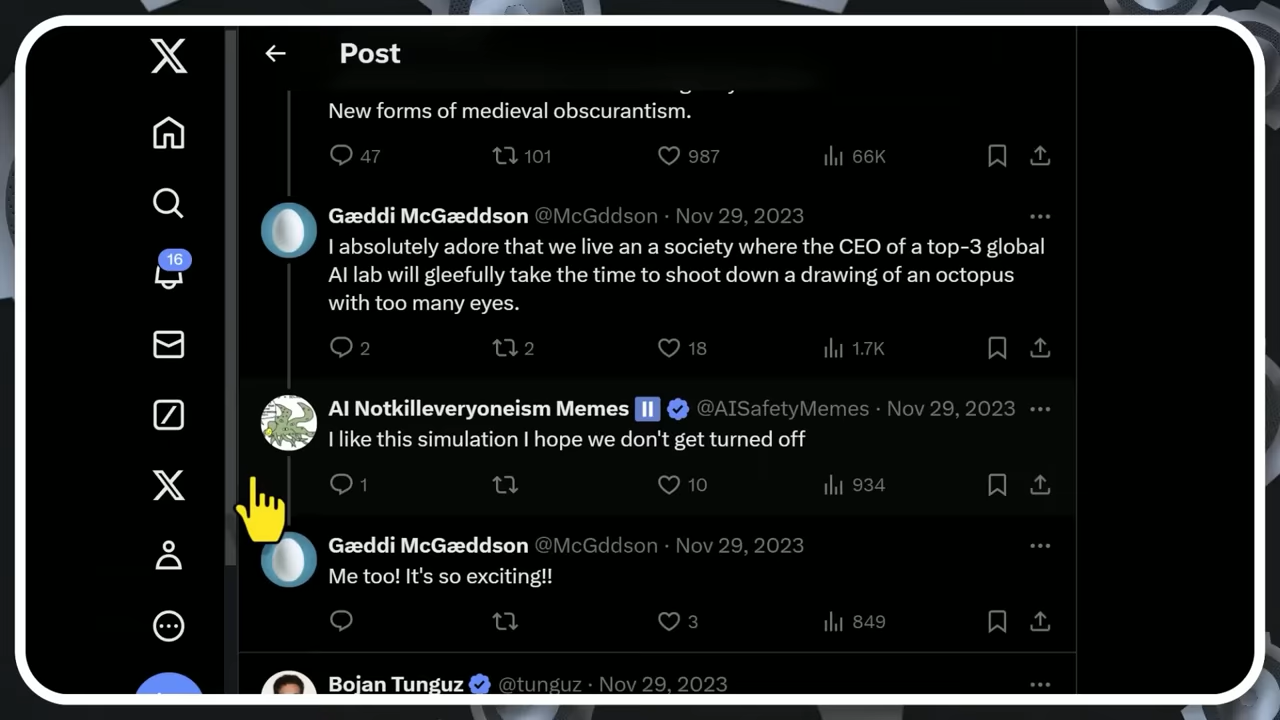 Post
New forms of medieval obscurantism.
47 101 987 66K
Gæddi McGæddson @McGddson · Nov 29, 2023
I absolutely adore that we live an a society where the CEO of a top-3 global
AI lab will gleefully take the time to shoot down a drawing of an octopus
with too many eyes.
2 2 18 1.7K
AI Notkilleveryoneism Memes ⏸️ @AISafetyMemes · Nov 29, 2023
I like this simulation I hope we don't get turned off
1 10 934
Gæddi McGæddson @McGddson · Nov 29, 2023
Me too! It's so exciting!!
3 849
Bojan Tunguz @tunguz · Nov 29, 2023
16